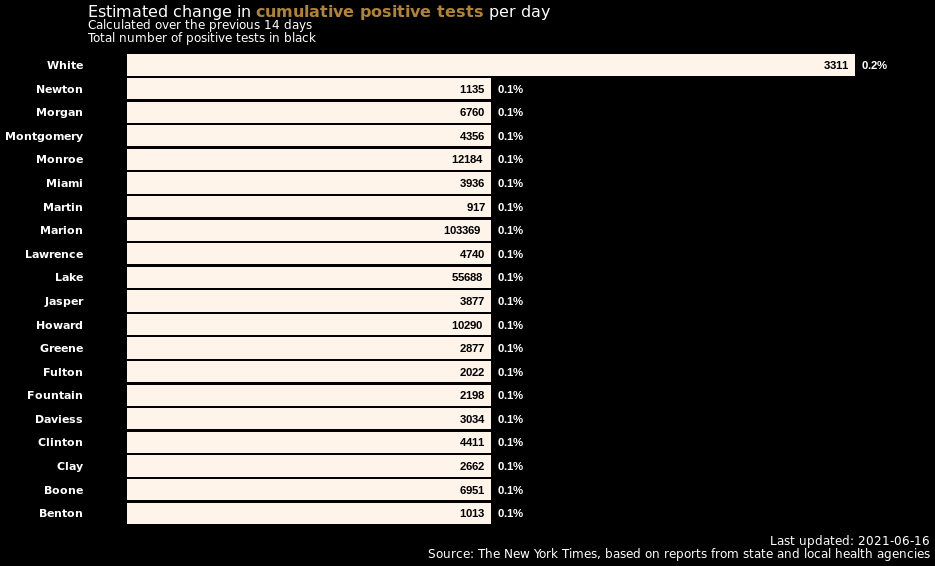 Estimated change in cumulative positive tests per day
Calculated over the previous 14 days
Total number of positive tests in black
White 3311 0.2%
Newton 1135 0.1%
Morgan 6760 0.1%
Montgomery 4356 0.1%
Monroe 12184 0.1%
Miami 3936 0.1%
Martin 917 0.1%
Marion 103369 0.1%
Lawrence 4740 0.1%
Lake 55688 0.1%
Jasper 3877 0.1%
Howard 10290 0.1%
Greene 2877 0.1%
Fulton 2022 0.1%
Fountain 2198 0.1%
Daviess 3034 0.1%
Clinton 4411 0.1%
Clay 2662 0.1%
Boone 6951 0.1%
Benton 1013 0.1%
Last updated: 2021-06-16
Source: The New York Times, based on reports from state and local health agencies